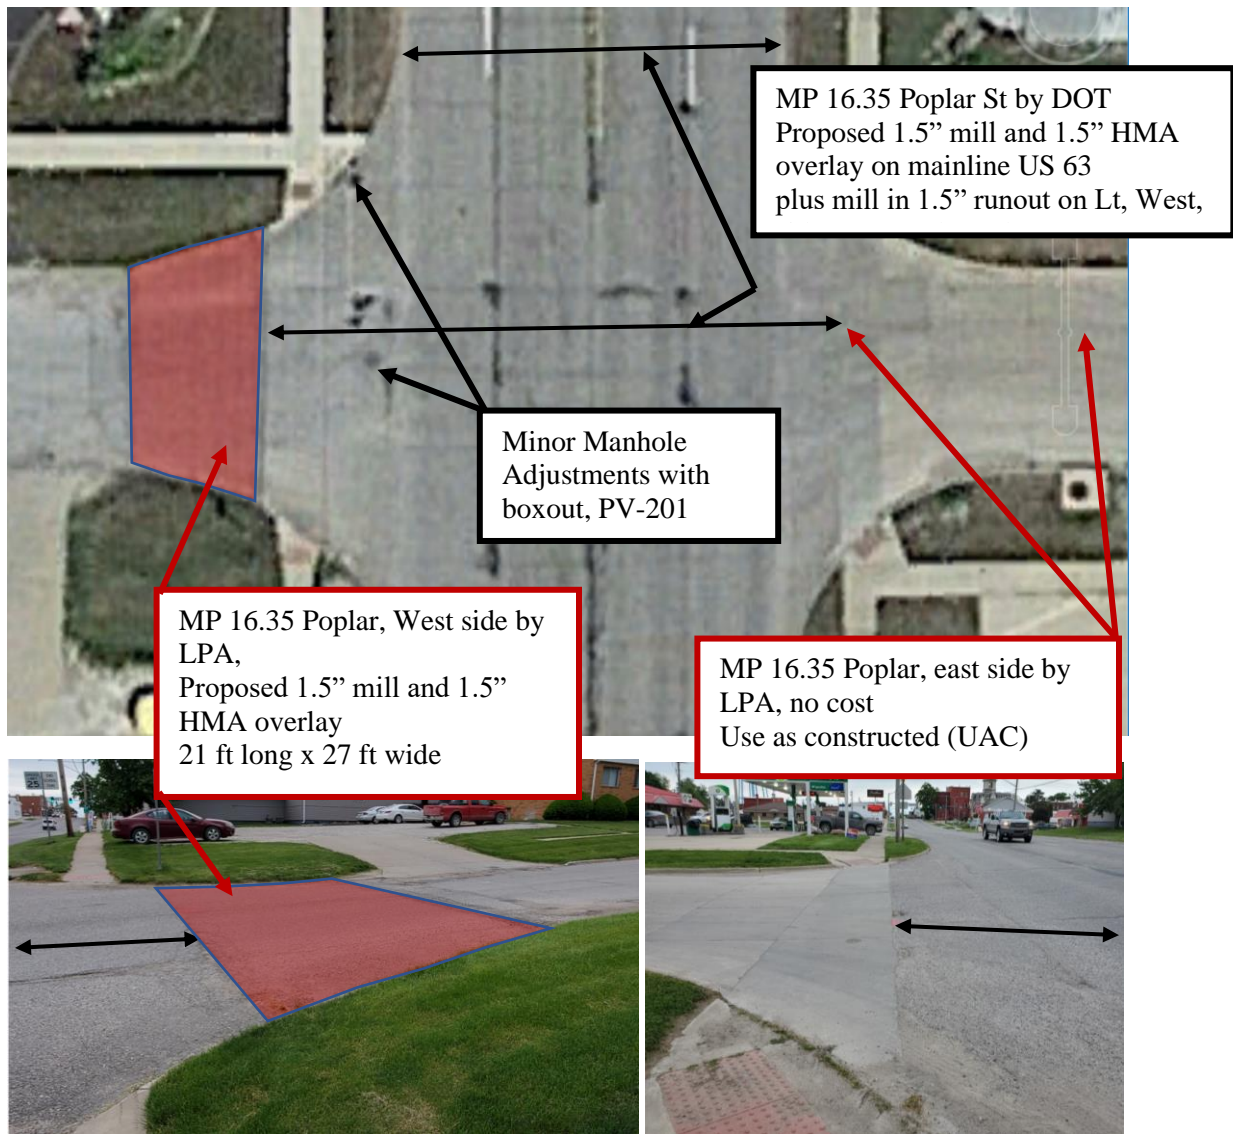 MP 16.35 Poplar St by DOT
Proposed 1.5” mill and 1.5” HMA
overlay on mainline US 63
plus mill in 1.5” runout on Lt, West,
Minor Manhole
Adjustments with
boxout, PV-201
MP 16.35 Poplar, West side by
LPA,
Proposed 1.5” mill and 1.5”
HMA overlay
21 ft long x 27 ft wide
MP 16.35 Poplar, east side by
LPA, no cost
Use as constructed (UAC)
25